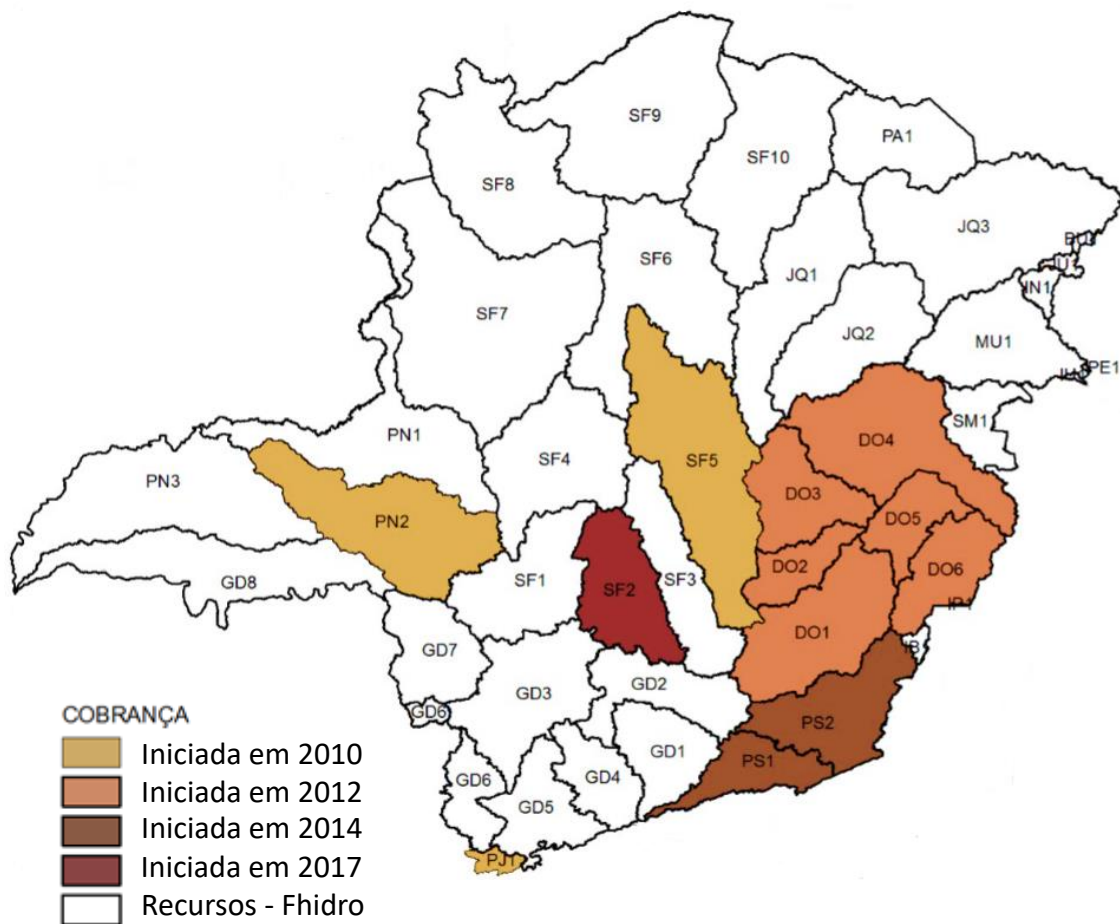 SF9
PA1
SF10
SF8
JQ3
SF6
JQ1
IN1
SF7
JQ2
MU1
PE1
SM1
PN1
DO4
SF4
SF5
PN3
DO3
PN2
DO5
DO2
SF1
SF3
DO6
GD8
SF2
DO1
GD7
GD2
GD3
GD6
COBRANÇA
PS2
Iniciada em 2010
GD1
PS1
GD6
GD4
Iniciada em 2012
GD5
Iniciada em 2014
PJ1
Iniciada em 2017
Recursos - Fhidro